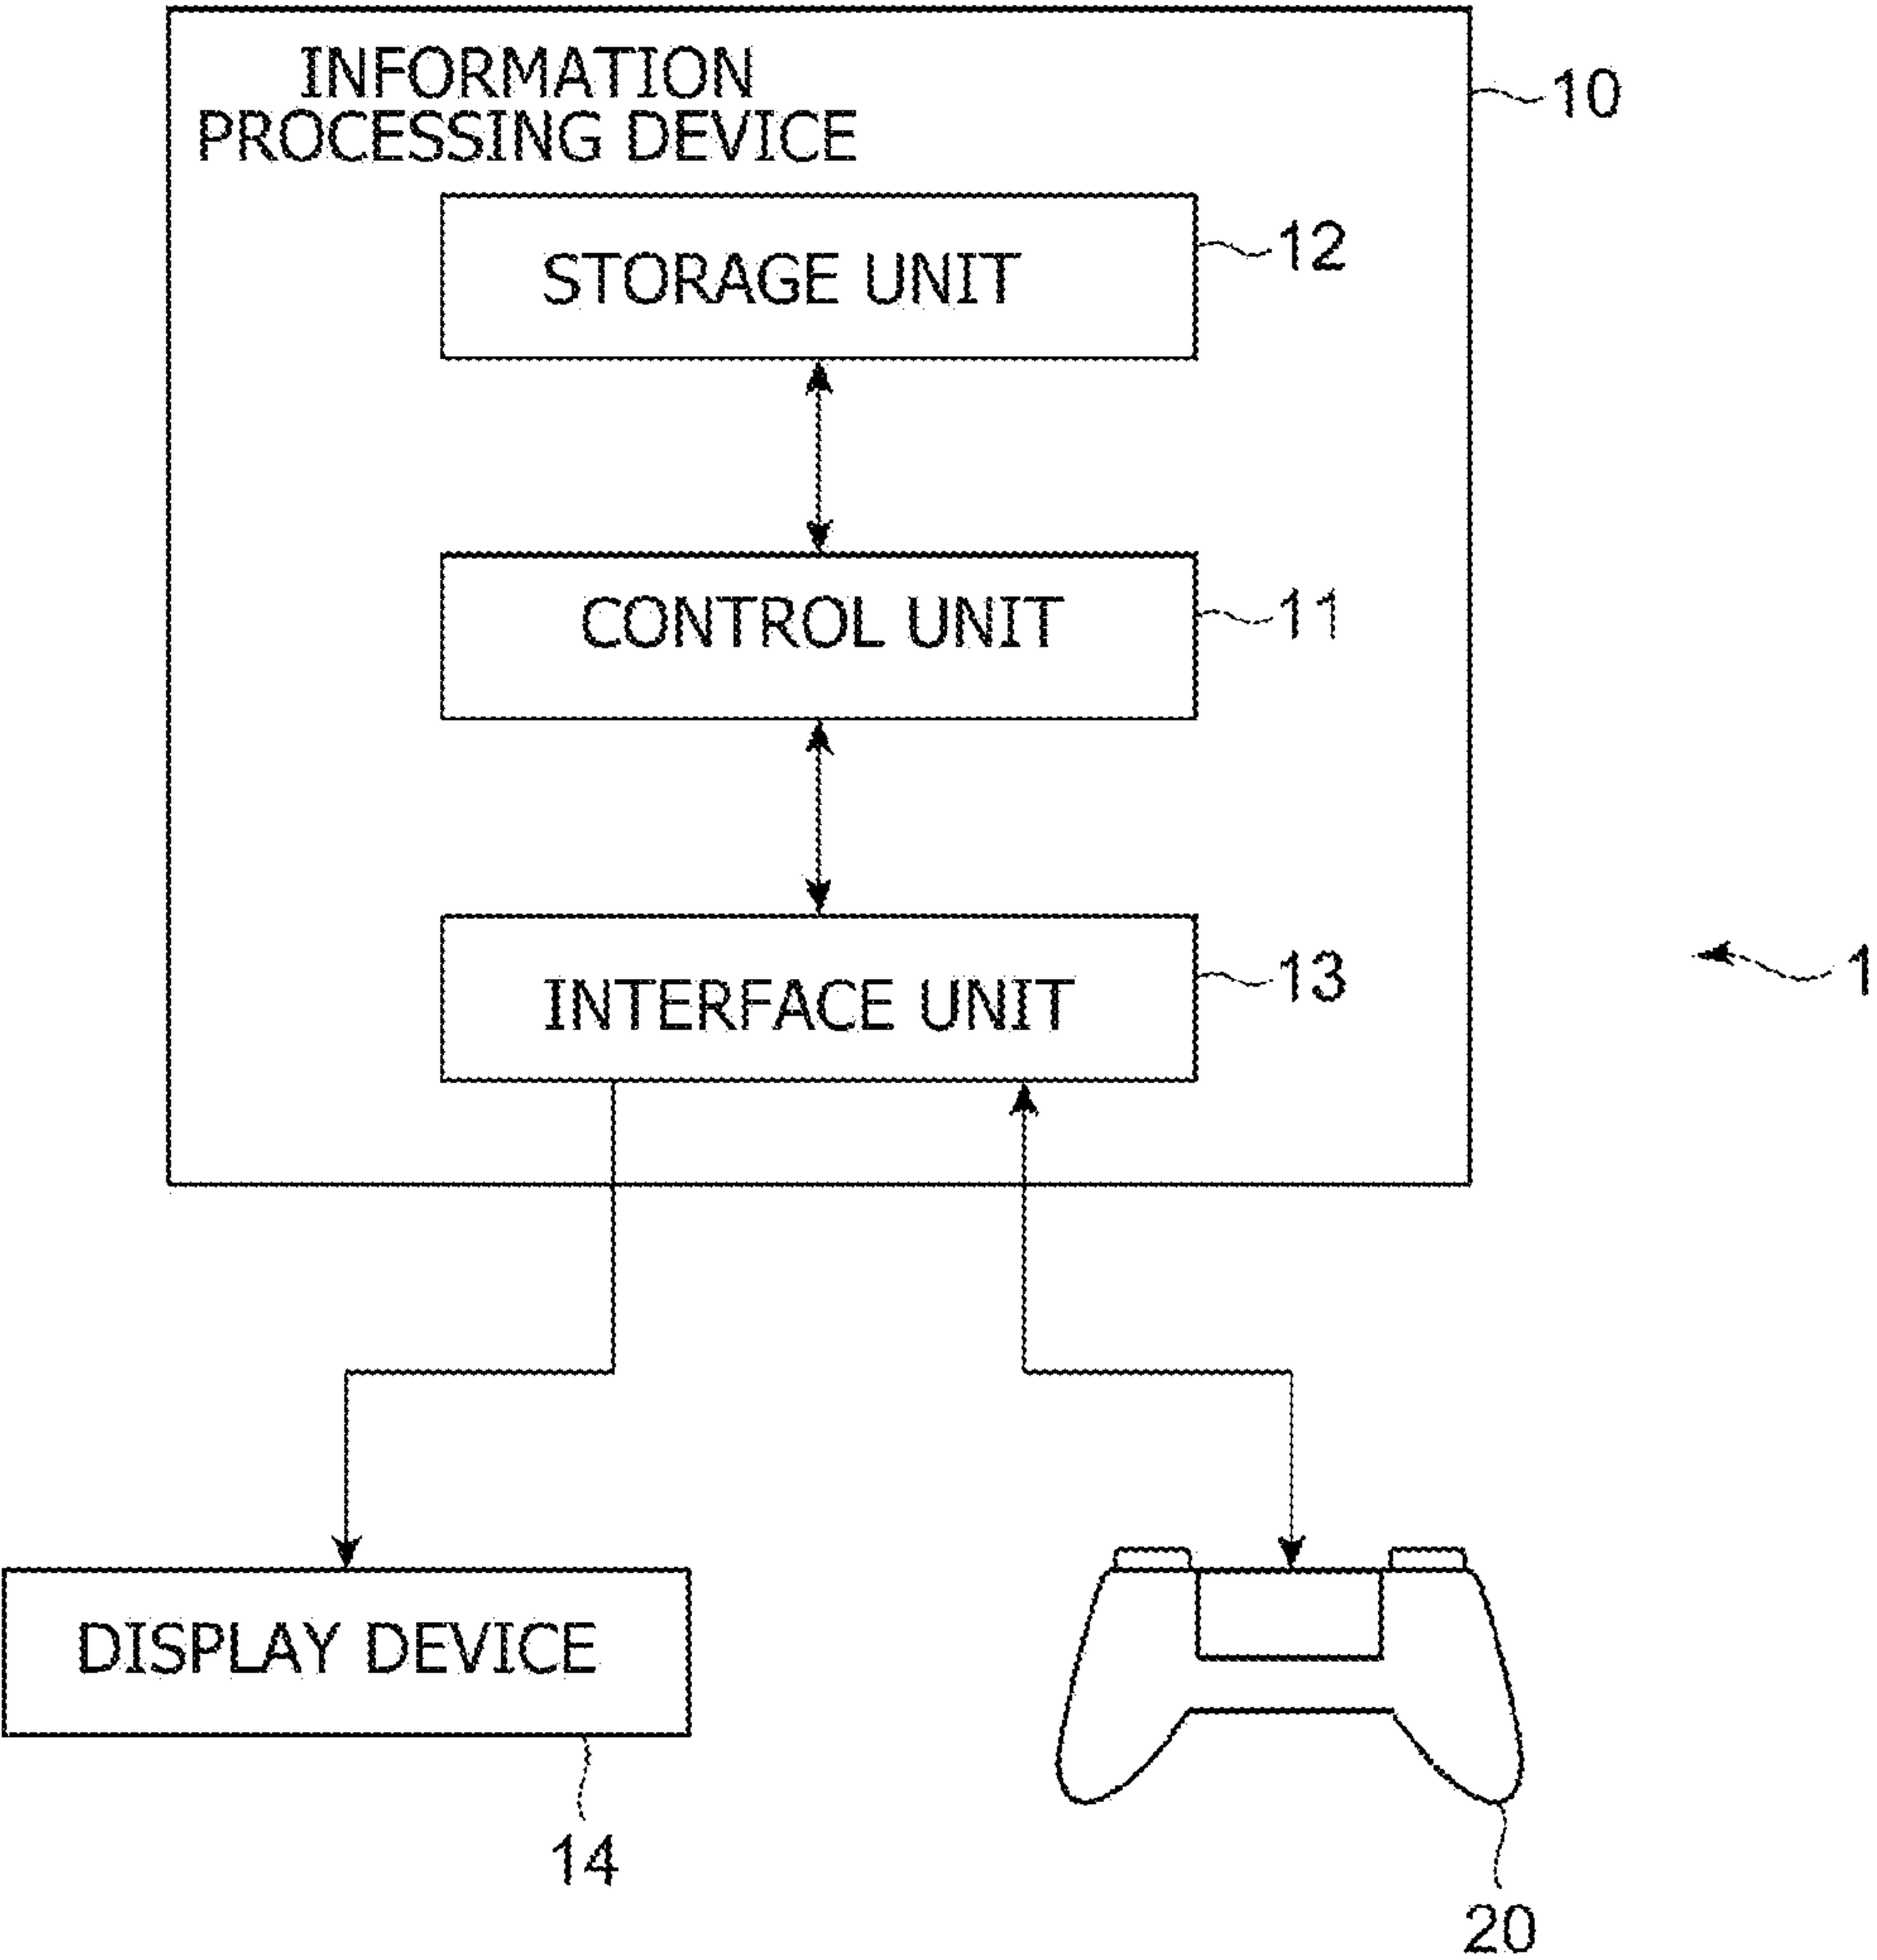 INFORMATION
PROCESSING DEVICE
10
STORAGE UNIT
12
CONTROL UNIT
11
INTERFACE UNIT
13
1
DISPLAY DEVICE
14
20